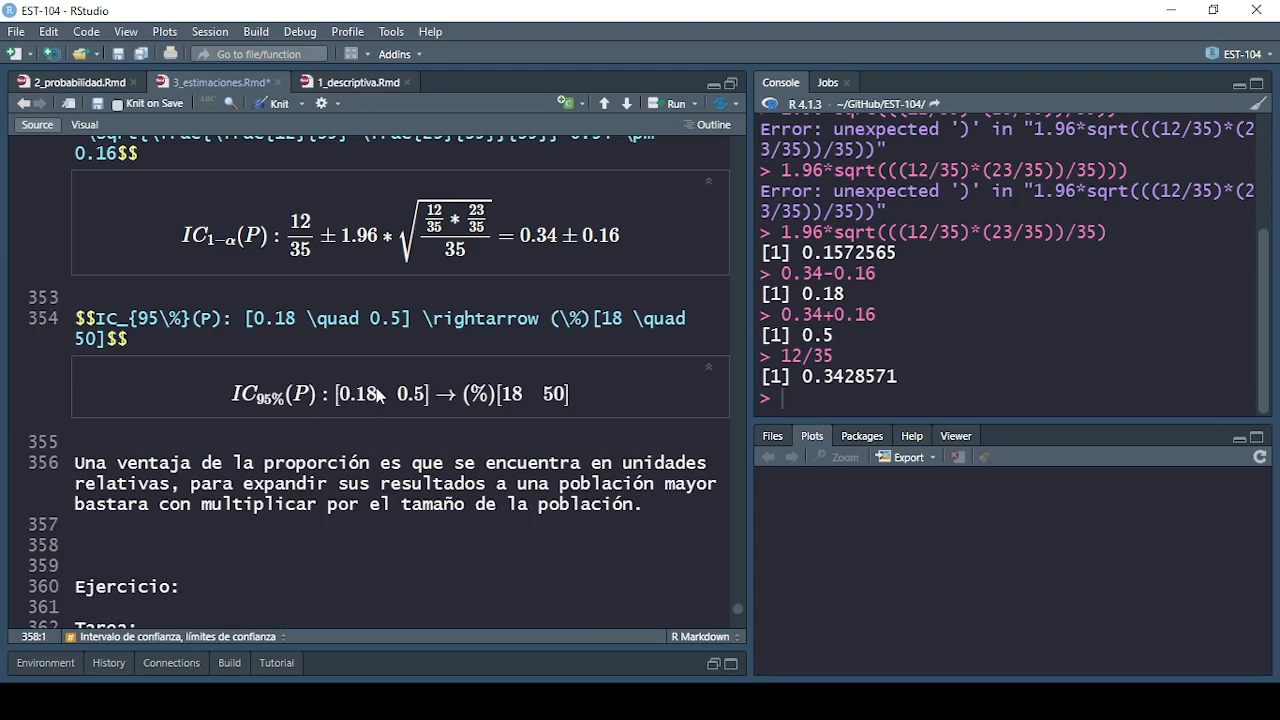 EST-104 - RStudio
File Edit Code View Plots Session Build Debug Profile Tools Help
Go to file/function Addins EST-104
2_probabilidad.Rmd 3_estimaciones.Rmd* 1_descriptiva.Rmd
Knit on Save Knit Run
Source Visual Outline
0.16$$
IC_{1-α}(P) : 12/35 ± 1.96 * √(12/35 * 23/35 / 35) = 0.34 ± 0.16
353
354 $$IC_{95\%}(P): [0.18 \quad 0.5] \rightarrow (\%)[18 \quad
50]$$
IC_{95%}(P) : [0.18 0.5] → (%)[18 50]
355
356 Una ventaja de la proporción es que se encuentra en unidades
relativas, para expandir sus resultados a una población mayor
bastara con multiplicar por el tamaño de la población.
357
358
359
360 Ejercicio:
361
362 Tarea:
358:1 # Intervalo de confianza, límites de confianza R Markdown
Environment History Connections Build Tutorial
Console Jobs
R 4.1.3 · ~/GitHub/EST-104/
Error: unexpected ')' in "1.96*sqrt(((12/35)*(2
3/35))/35))"
> 1.96*sqrt(((12/35)*(23/35))/35)))
Error: unexpected ')' in "1.96*sqrt(((12/35)*(2
3/35))/35))"
> 1.96*sqrt(((12/35)*(23/35))/35)
[1] 0.1572565
> 0.34-0.16
[1] 0.18
> 0.34+0.16
[1] 0.5
> 12/35
[1] 0.3428571
>
Files Plots Packages Help Viewer
Zoom Export